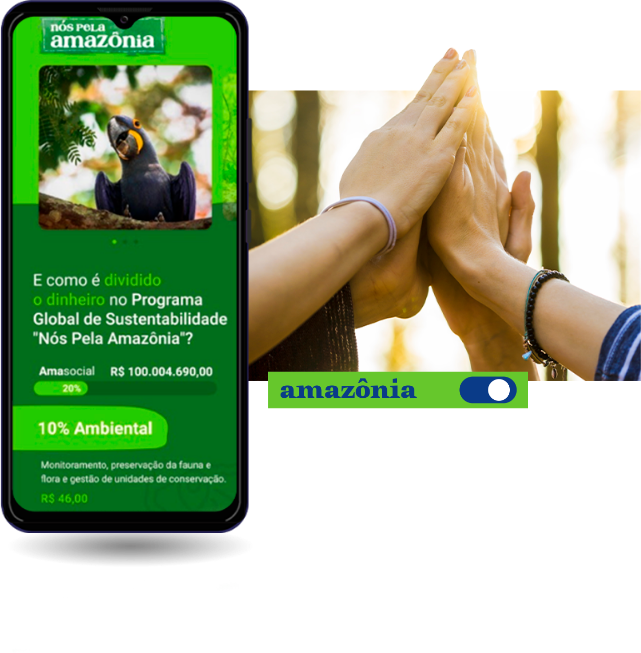 nós pela
amazônia
E como é dividido
o dinheiro no Programa
Global de Sustentabilidade
"Nós Pela Amazônia"?
Amasocial R$ 100.004.690,00
20%
10% Ambiental
Monitoramento, preservação da fauna e
flora e gestão de unidades de conservação.
R$ 46,00
amazônia